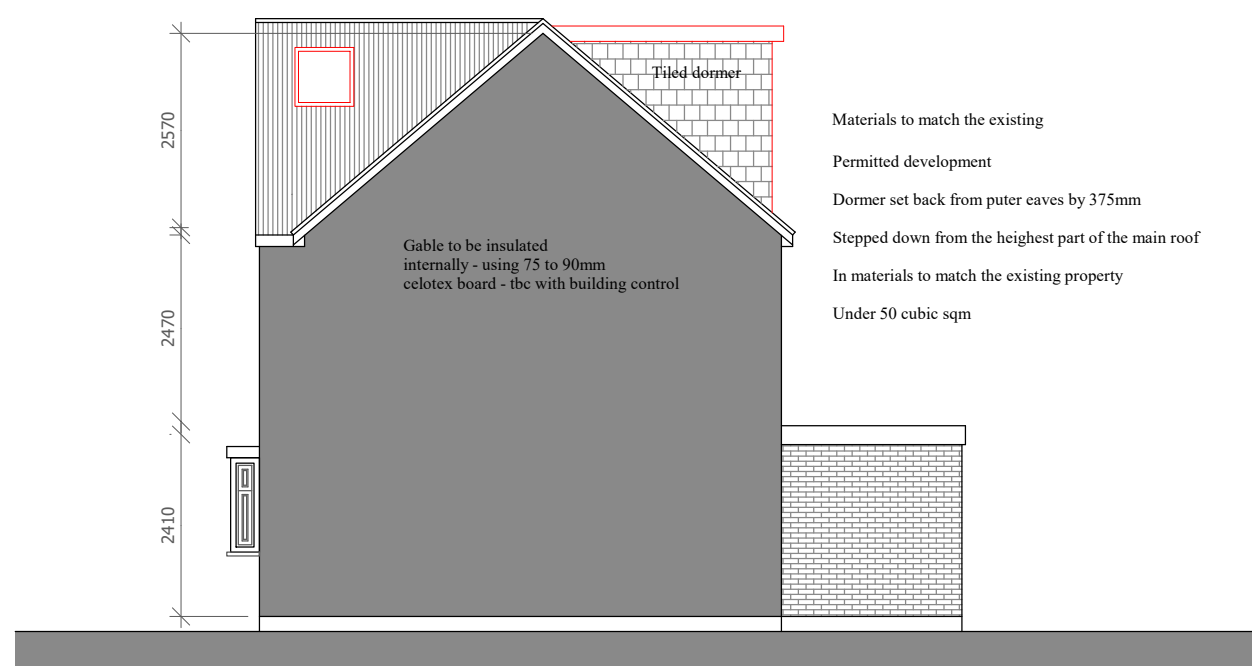 2570
2470
2410
Tiled dormer
Gable to be insulated
internally - using 75 to 90mm
celotex board - tbc with building control
Materials to match the existing
Permitted development
Dormer set back from puter eaves by 375mm
Stepped down from the heighest part of the main roof
In materials to match the existing property
Under 50 cubic sqm